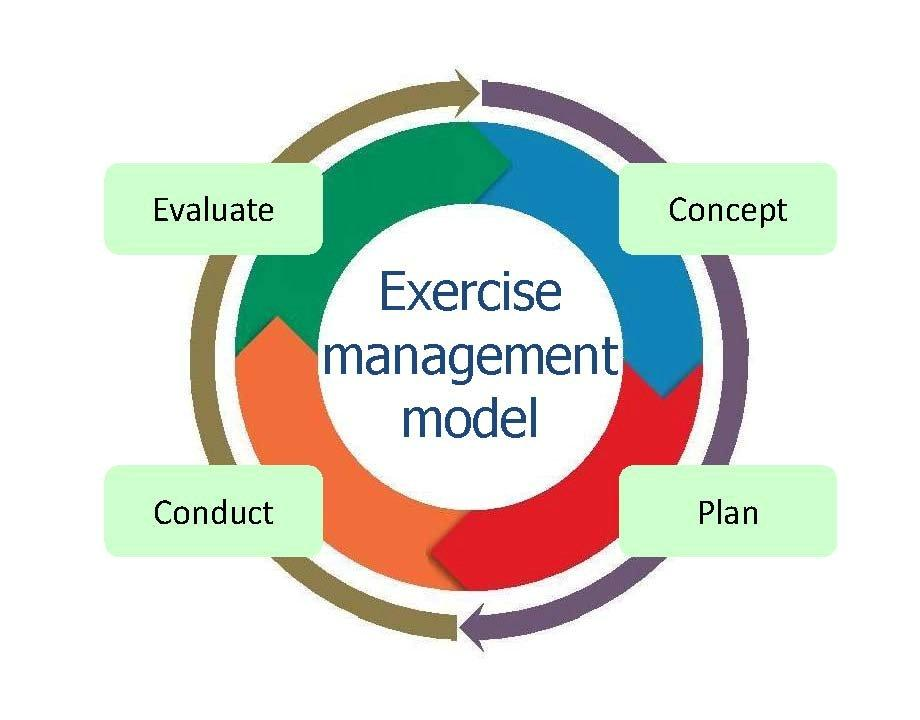 Evaluate
Concept
Exercise
management
model
Conduct
Plan